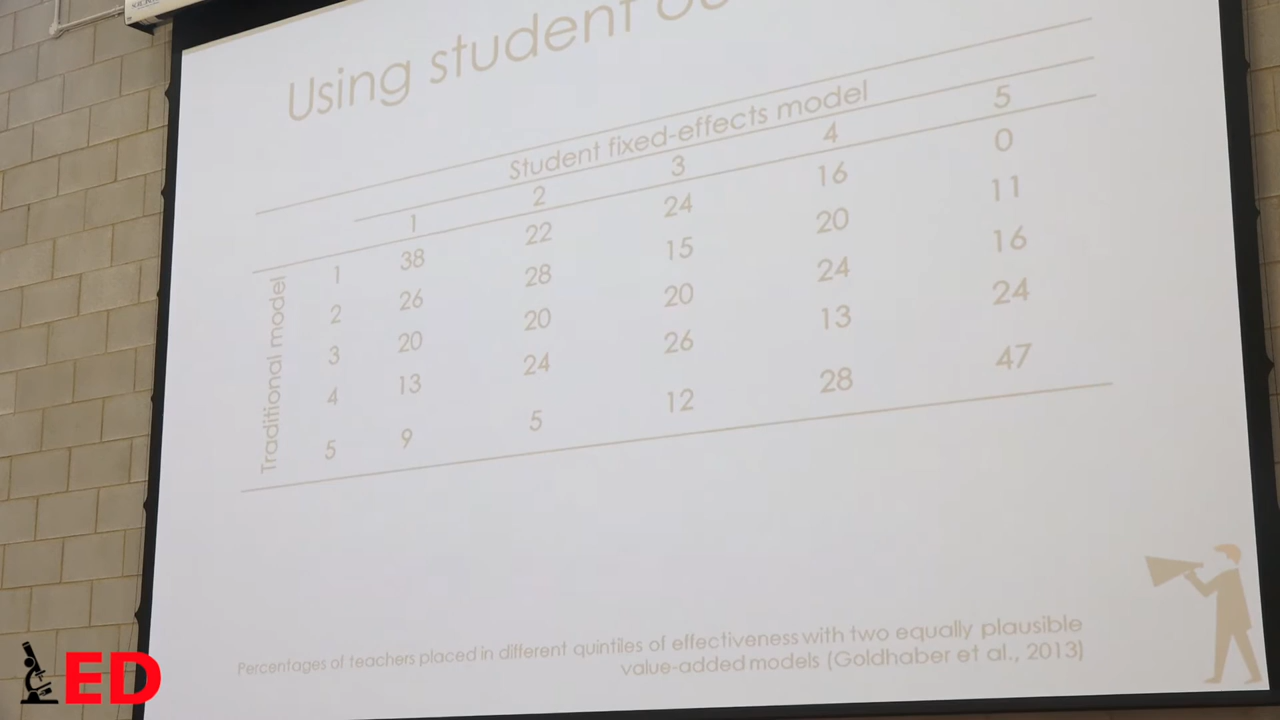 Using student
Student fixed-effects model
1 2 3 4 5
Traditional model
1 38 22 24 16 0
2 26 28 15 20 11
3 20 20 20 24 16
4 13 24 26 13 24
5 9 5 12 28 47
Percentages of teachers placed in different quintiles of effectiveness with two equally plausible
value-added models (Goldhaber et al., 2013)
ED